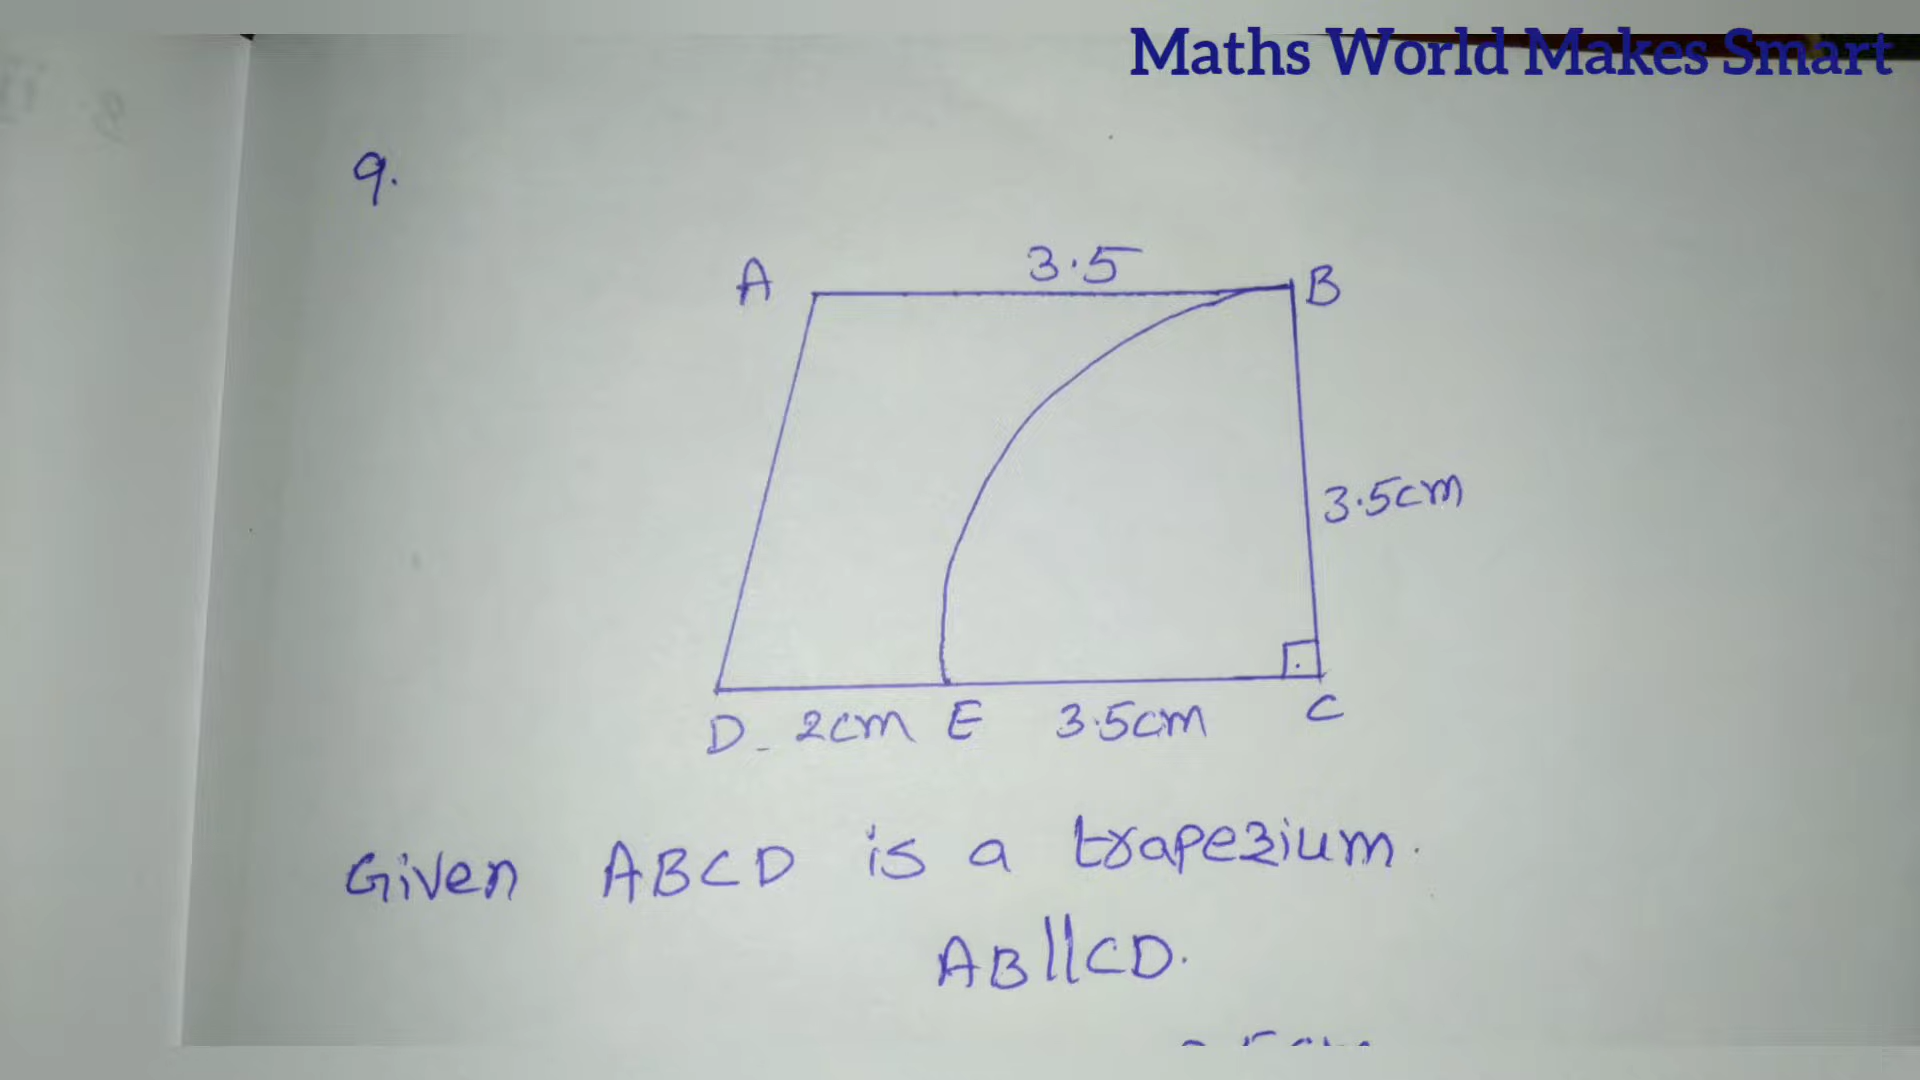 Maths World Makes Smart
9.
A 3.5 B
3.5cm
D 2cm E 3.5cm C
Given ABCD is a trapezium.
AB||CD.